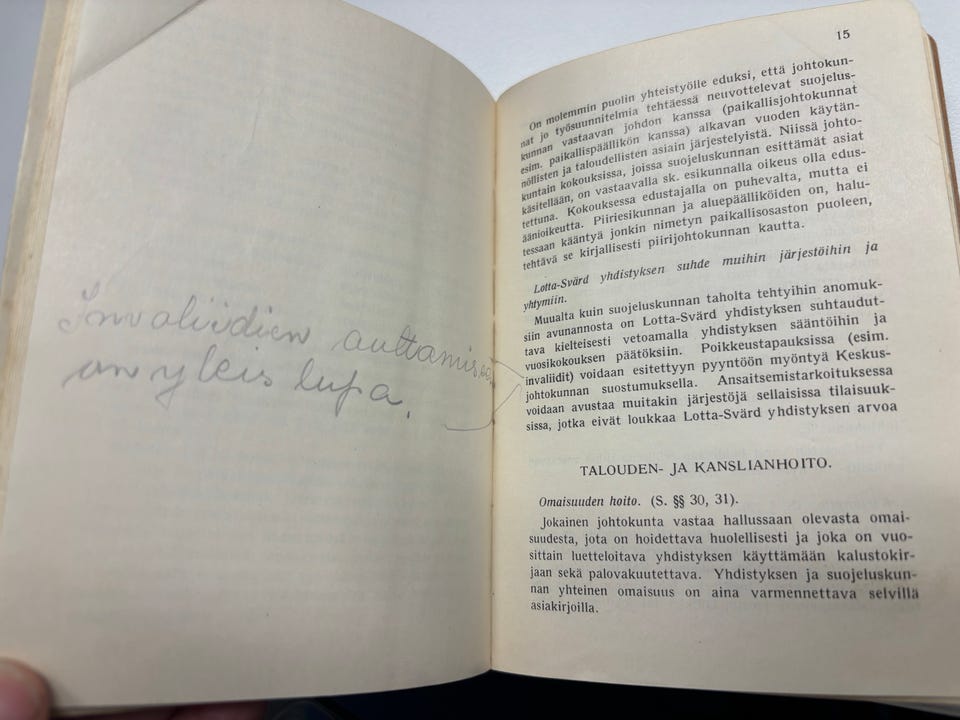 Invaliidien auttamiseen
on yleis lupa.
15
On molemmin puolin yhteistyölle eduksi, että johtokun-
nat jo työsuunnitelmia tehtäessä neuvottelevat suojelus-
kunnan vastaavan johdon kanssa (paikallisjohtokunnat
esim. paikallispäällikön kanssa) alkavan vuoden käytän-
nöllisten ja taloudellisten asiain järjestelyistä. Niissä johto-
kuntain kokouksissa, joissa suojeluskunnan esittämät asiat
käsitellään, on vastaavalla sk. esikunnalla oikeus olla edus-
tettuna. Kokouksessa edustajalla on puhevalta, mutta ei
äänioikeutta. Piiriesikunnan ja aluepäälliköiden on, halu-
tessaan kääntyä jonkin nimetyn paikallisosaston puoleen,
tehtävä se kirjallisesti piirijohtokunnan kautta.
Lotta-Svärd yhdistyksen suhde muihin järjestöihin ja
yhtymiin.
Muualta kuin suojeluskunnan taholta tehtyihin anomuk-
siin avunannosta on Lotta-Svärd yhdistyksen suhtaudut-
tava kielteisesti vetoamalla yhdistyksen sääntöihin ja
vuosikokouksen päätöksiin. Poikkeustapauksissa (esim.
invaliidit) voidaan esitettyyn pyyntöön myöntyä Keskus-
johtokunnan suostumuksella. Ansaitsemistarkoituksessa
voidaan avustaa muitakin järjestöjä sellaisissa tilaisuuk-
sissa, jotka eivät loukkaa Lotta-Svärd yhdistyksen arvoa
TALOUDEN- JA KANSLIANHOITO.
Omaisuuden hoito. (S. §§ 30, 31).
Jokainen johtokunta vastaa hallussaan olevasta omai-
suudesta, jota on hoidettava huolellisesti ja joka on vuo-
sittain luetteloitava yhdistyksen käyttämään kalustokir-
jaan sekä palovakuutettava. Yhdistyksen ja suojeluskun-
nan yhteinen omaisuus on aina varmennettava selvillä
asiakirjoilla.